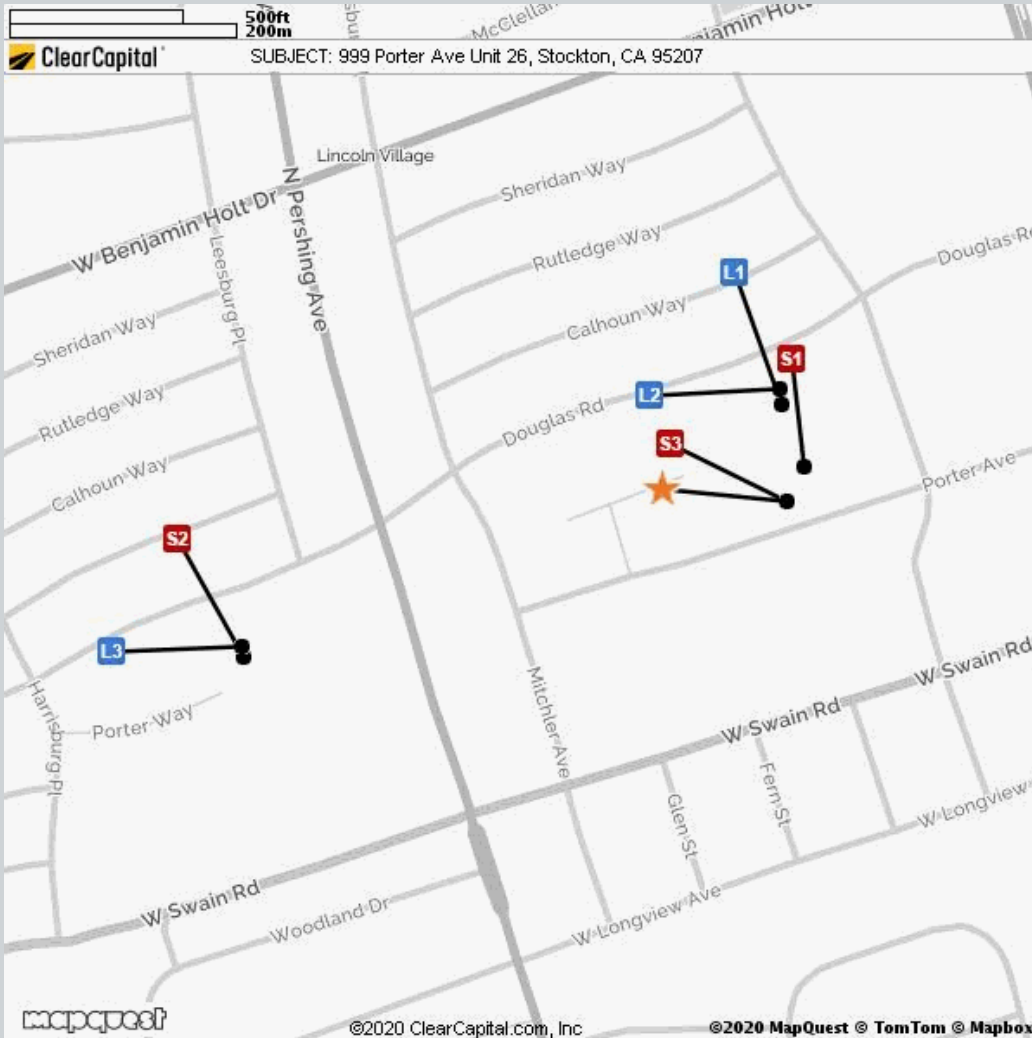 500ft
200m
ClearCapital
SUBJECT: 999 Porter Ave Unit 26, Stockton, CA 95207
Lincoln Village
W Benjamin Holt Dr
N Pershing Ave
Leesburg Pl
Sheridan Way
Rutledge Way
Calhoun Way
Sheridan Way
Rutledge Way
Calhoun Way
Douglas Rd
Douglas
L1
S1
L2
S3
S2
L3
Porter Ave
Harrisburg Pl
Porter Way
Mitchler Ave
W Swain Rd
W Swain Rd
W Swain Rd
Glen St
Fern St
W Longview
W Longview Ave
Woodland Dr
mapquest
©2020 ClearCapital.com, Inc
©2020 MapQuest © TomTom © Mapbox